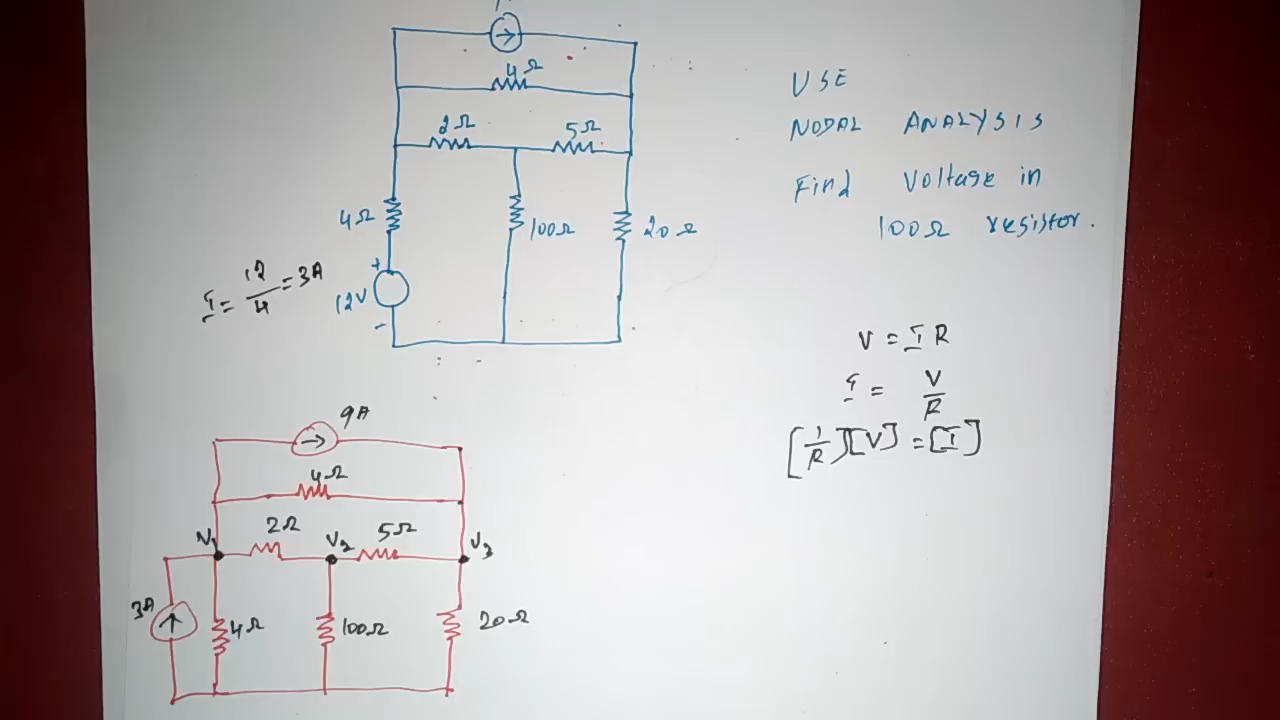 4Ω
2Ω 5Ω
4Ω 100Ω 20Ω
+
12V
-
I = 12/4 = 3A
USE
NODAL ANALYSIS
Find Voltage in
100Ω resistor.
V = IR
I = V/R
[1/R][V] = [I]
9A
4Ω
2Ω 5Ω
V1 V2 V3
3A 4Ω 100Ω 20Ω